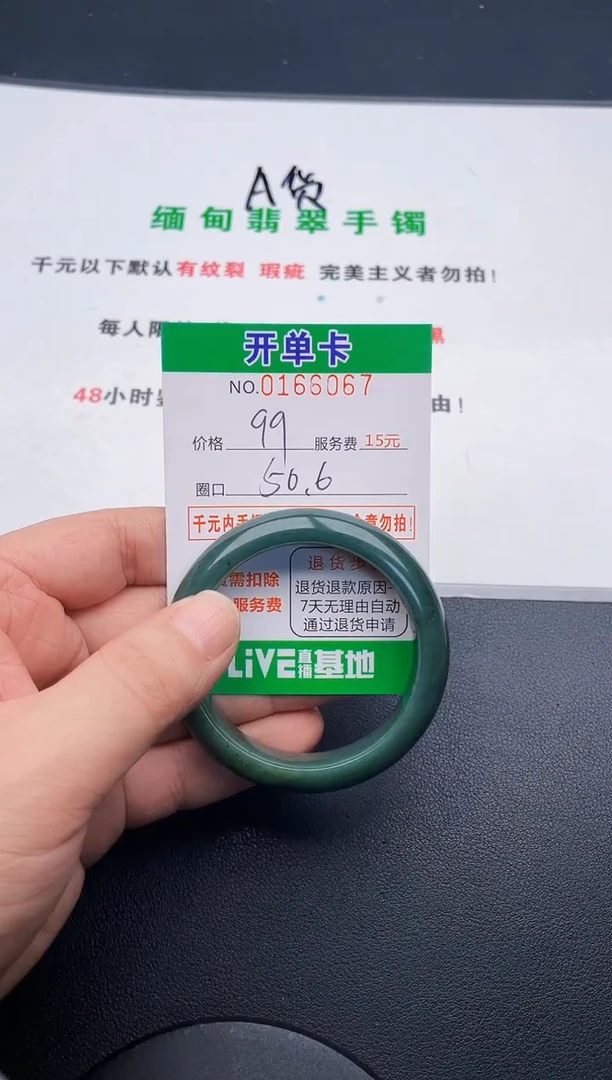 A货
缅甸翡翠手镯
千元以下默认有纹裂 瑕疵 完美主义者勿拍!
每人限
48小时
由!
开单卡
NO.0166067
价格 99 服务费 15元
圈口 56.6
千元内手 勿拍!
需扣除
服务费
退货步
退货退款原因-
7天无理由自动
通过退货申请
LiVE直播基地